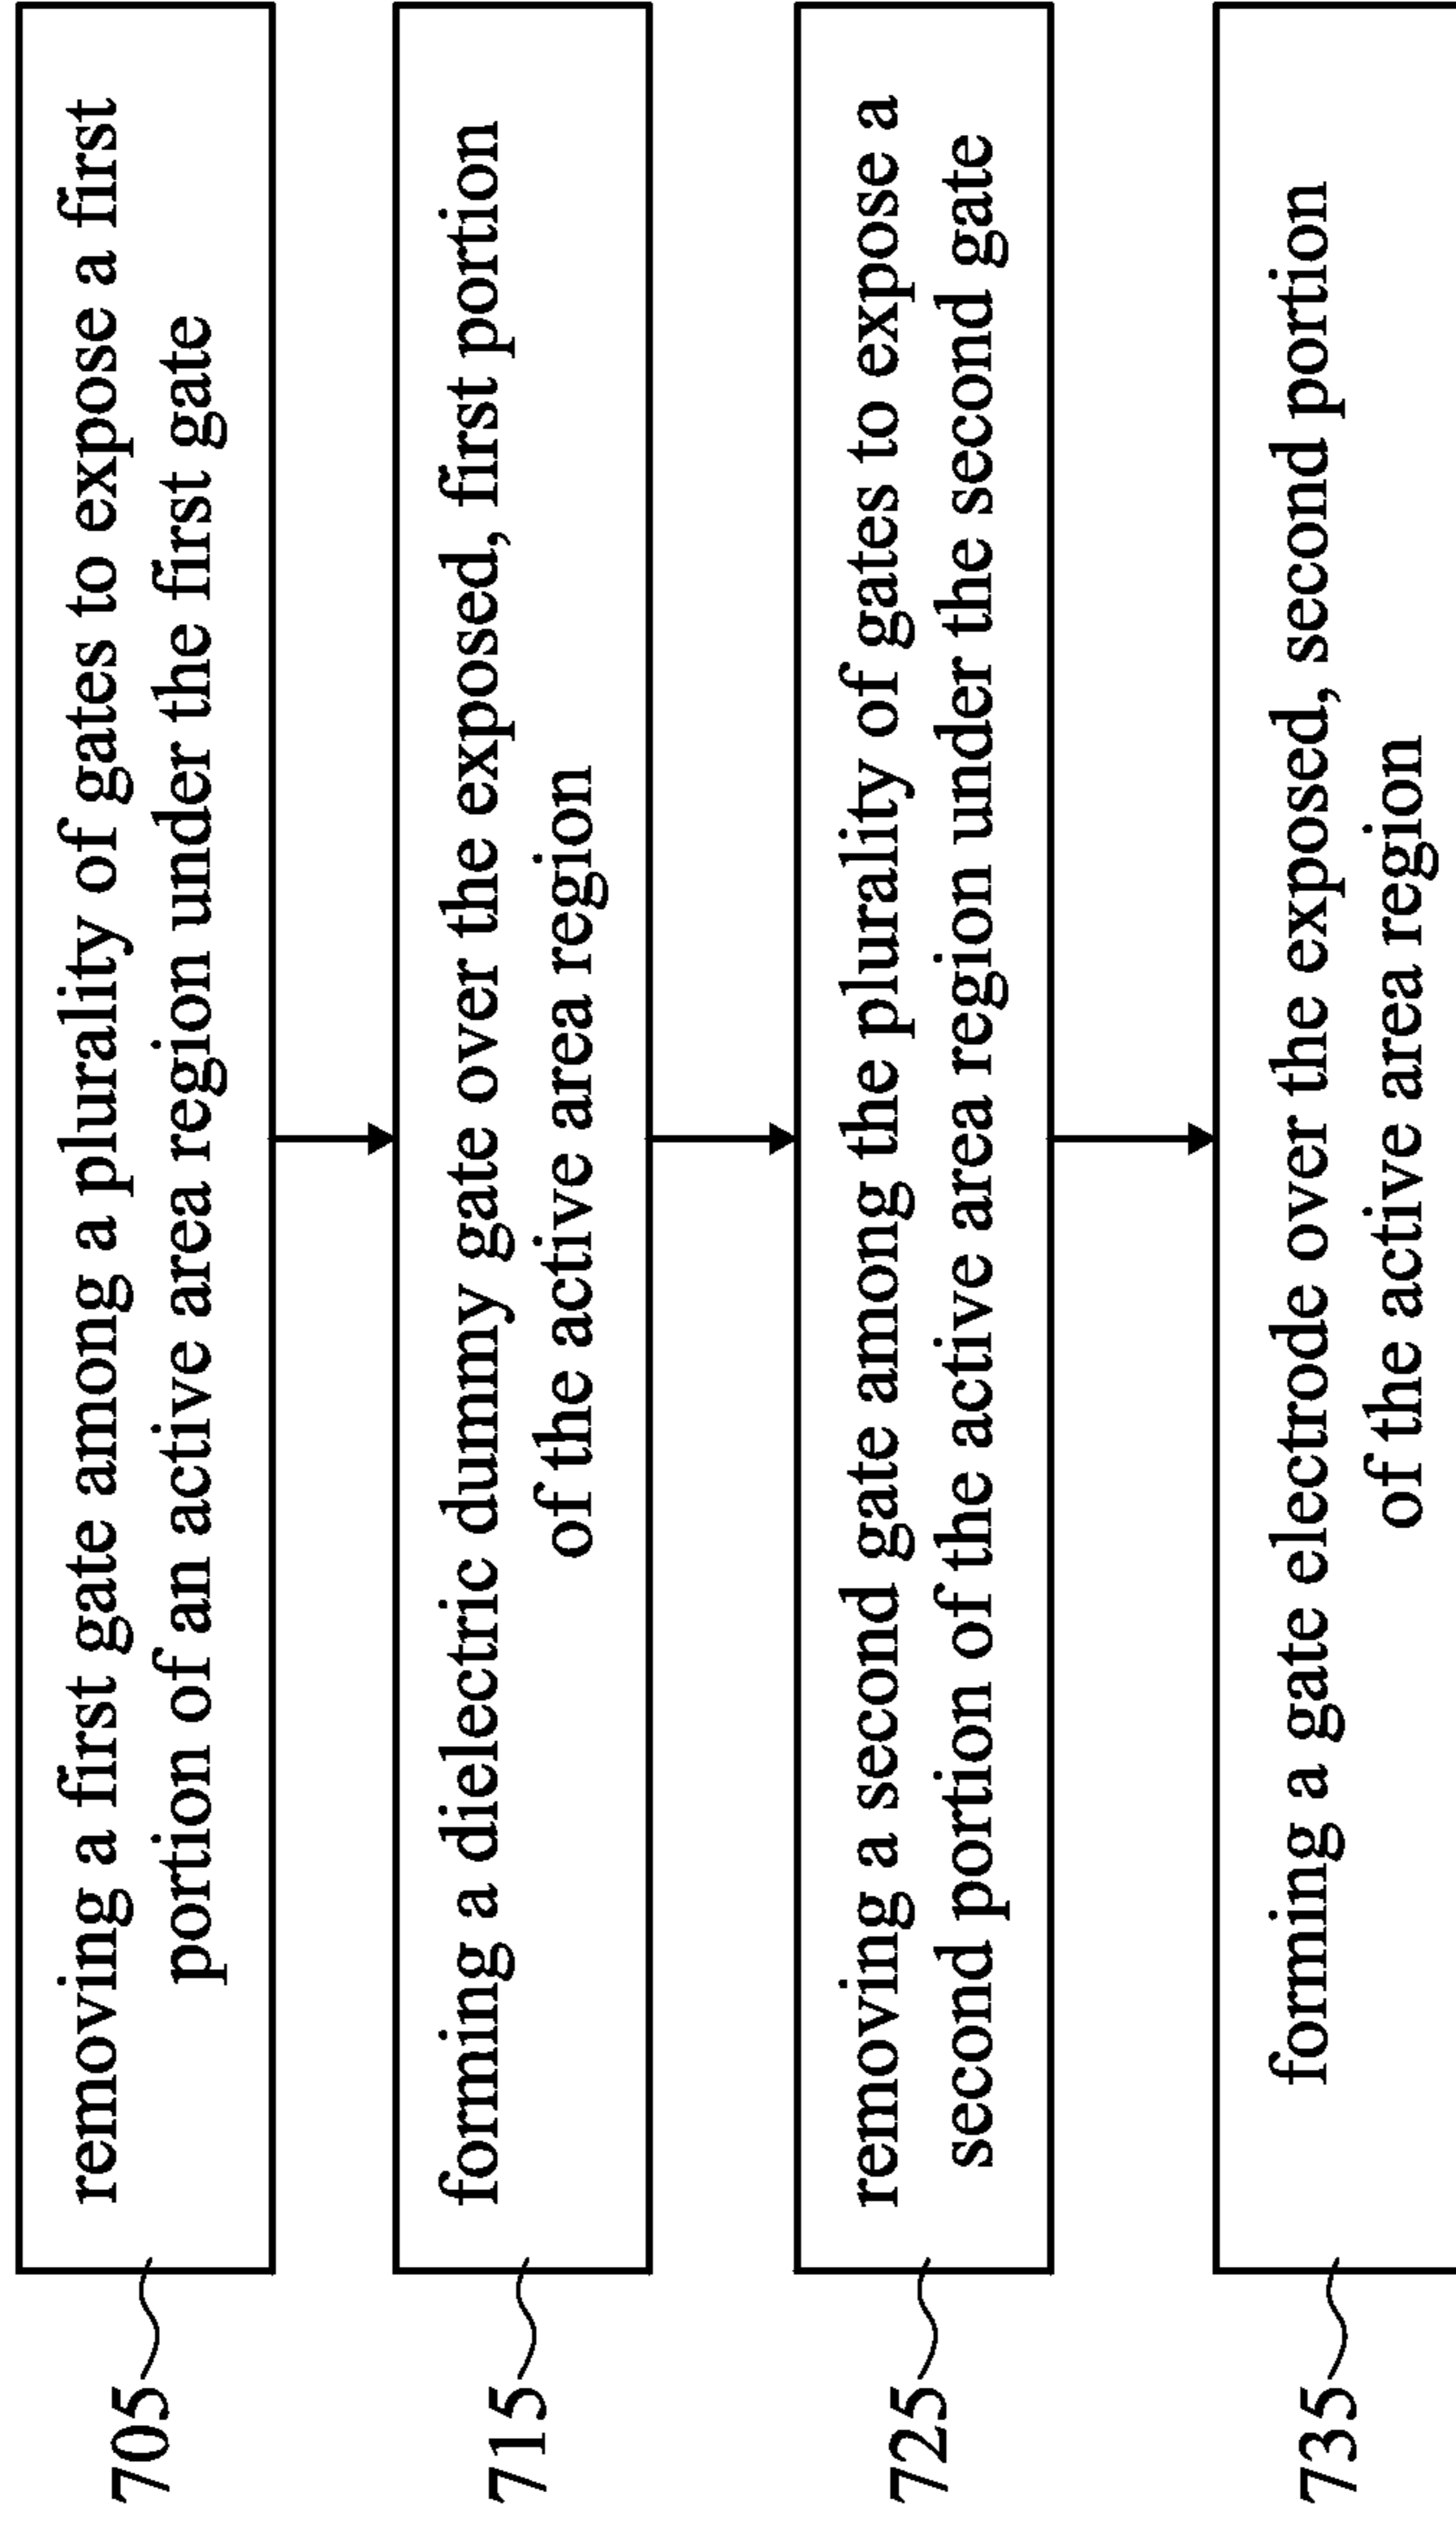 705
removing a first gate among a plurality of gates to expose a first
portion of an active area region under the first gate
715
forming a dielectric dummy gate over the exposed, first portion
of the active area region
725
removing a second gate among the plurality of gates to expose a
second portion of the active area region under the second gate
735
forming a gate electrode over the exposed, second portion
of the active area region